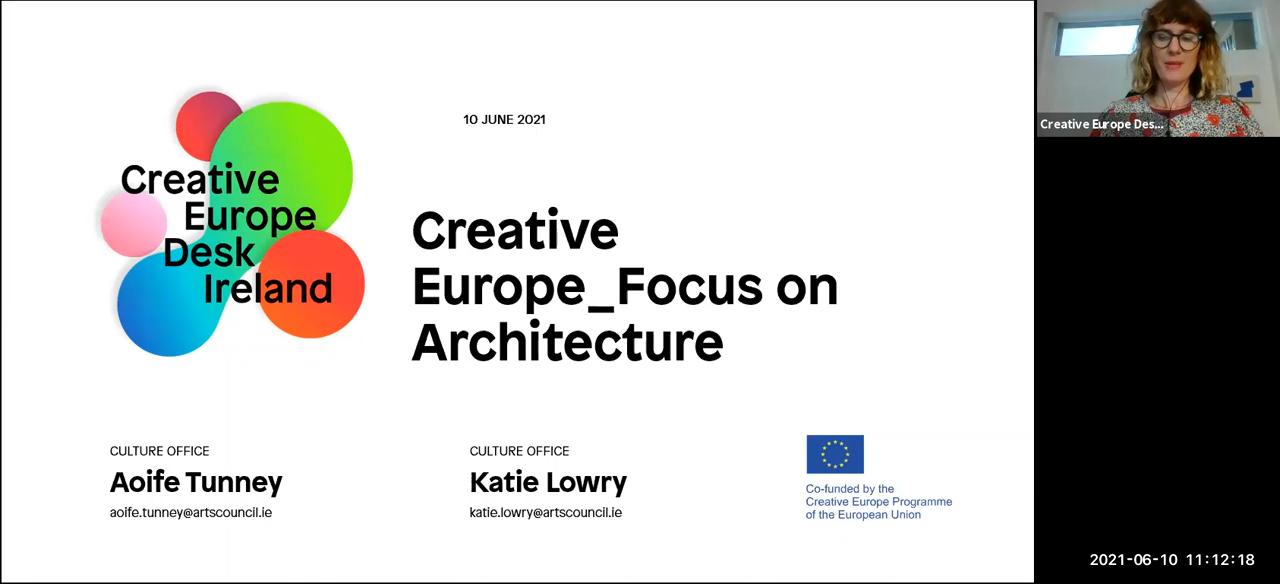 10 JUNE 2021
Creative
Europe
Desk
Ireland
Creative
Europe_Focus on
Architecture
CULTURE OFFICE
Aoife Tunney
aoife.tunney@artscouncil.ie
CULTURE OFFICE
Katie Lowry
katie.lowry@artscouncil.ie
Co-funded by the
Creative Europe Programme
of the European Union
Creative Europe Des...
2021-06-10 11:12:18